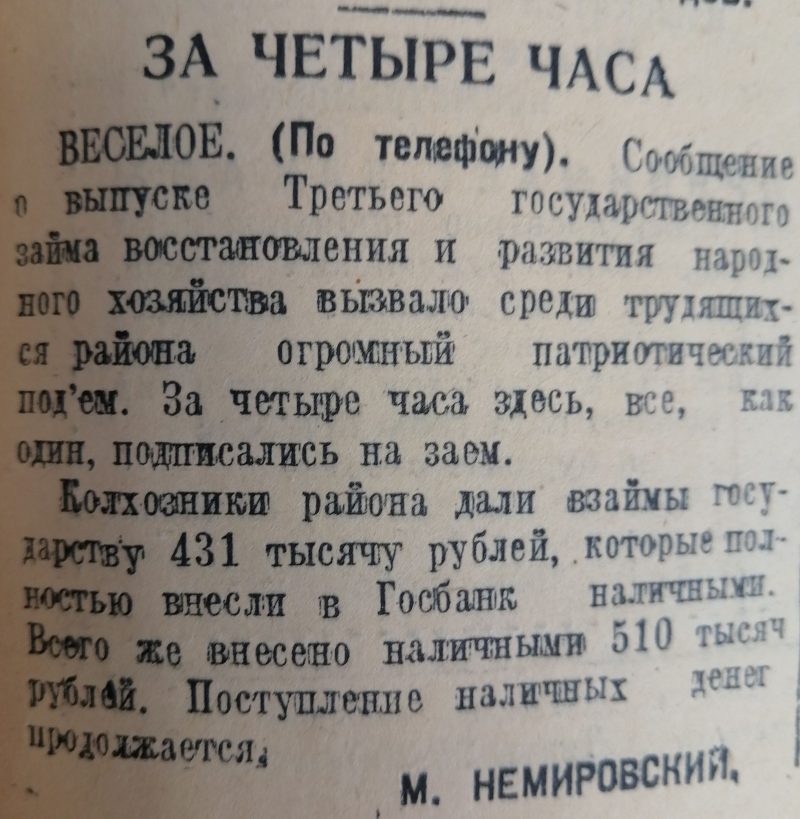 ЗА ЧЕТЫРЕ ЧАСА
ВЕСЕЛОЕ. (По телефону). Сообщение
о выпуске Третьего государственного
займа восстановления и развития народ-
ного хозяйства вызвало среди трудящих-
ся района огромный патриотический
под'ем. За четыре часа здесь, все, как
один, подписались на заем.
Колхозники района дали взаймы госу-
дарству 431 тысячу рублей, которые пол-
ностью внесли в Госбанк наличными.
Всего же внесено наличными 510 тысяч
рублей. Поступление наличных денег
продолжается.
М. НЕМИРОВСКИЙ.